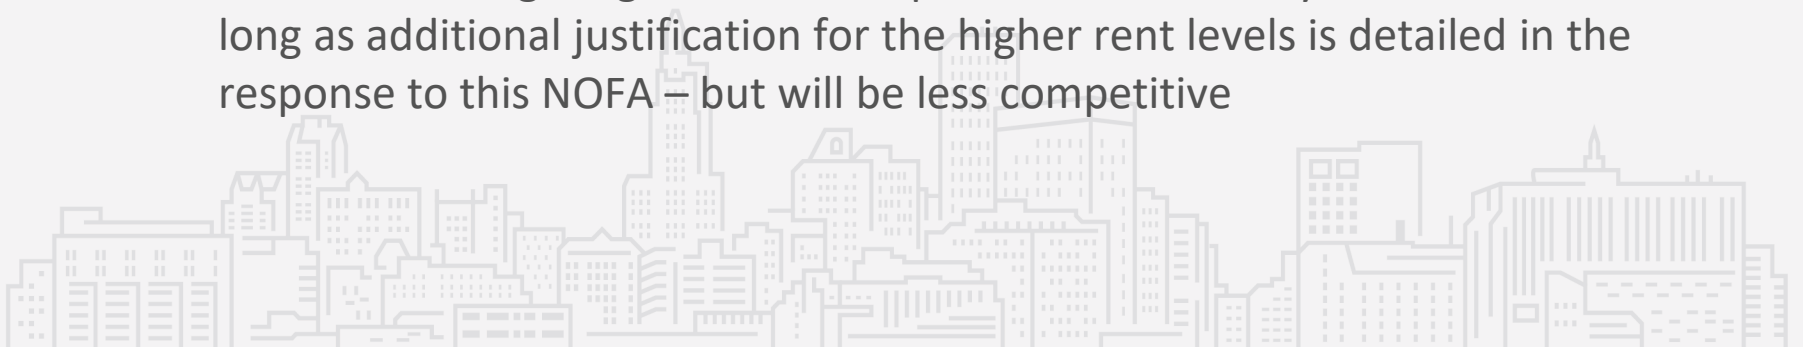 long as additional justification for the higher rent levels is detailed in the
response to this NOFA – but will be less competitive